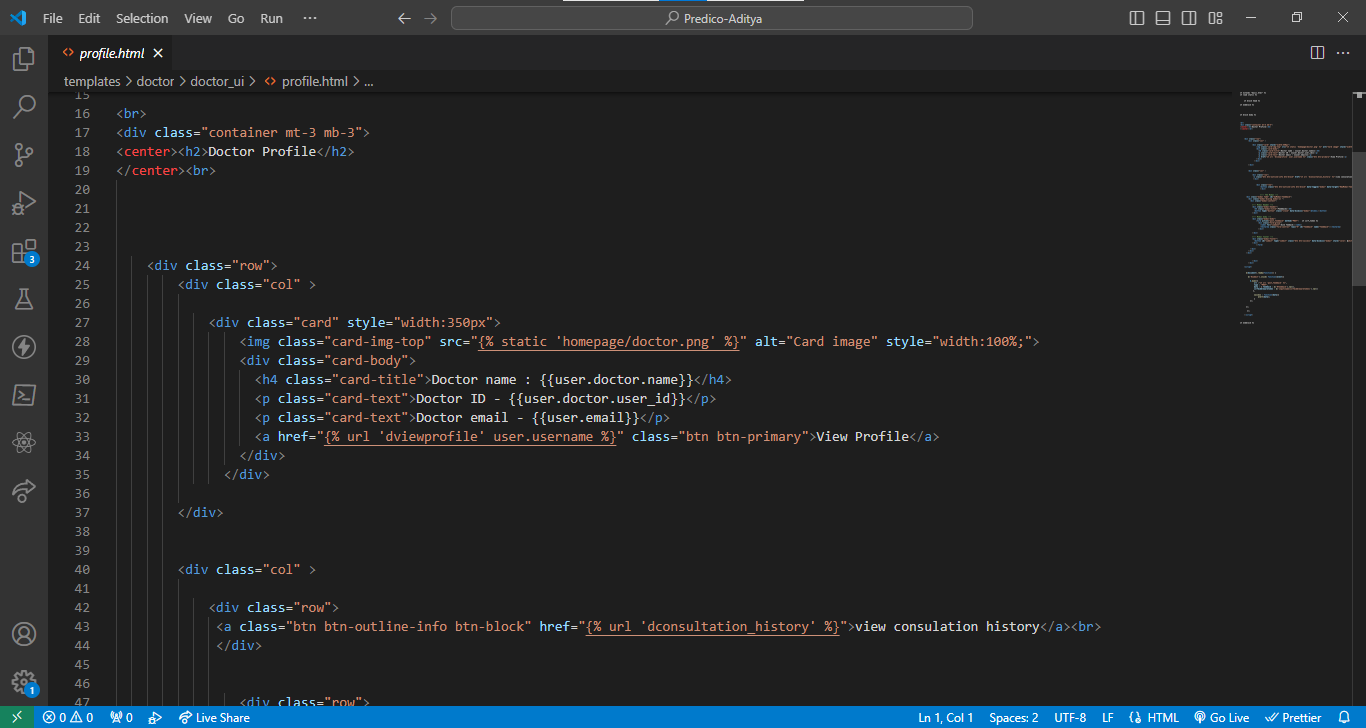 File Edit Selection View Go Run ··· Predico-Aditya
profile.html
templates > doctor > doctor_ui > profile.html > ...
15
16 <br>
17 <div class="container mt-3 mb-3">
18 <center><h2>Doctor Profile</h2>
19 </center><br>
20
21
22
23
24 <div class="row">
25 <div class="col" >
26
27 <div class="card" style="width:350px">
28 <img class="card-img-top" src="{% static 'homepage/doctor.png' %}" alt="Card image" style="width:100%;">
29 <div class="card-body">
30 <h4 class="card-title">Doctor name : {{user.doctor.name}}</h4>
31 <p class="card-text">Doctor ID - {{user.doctor.user_id}}</p>
32 <p class="card-text">Doctor email - {{user.email}}</p>
33 <a href="{% url 'dviewprofile' user.username %}" class="btn btn-primary">View Profile</a>
34 </div>
35 </div>
36
37 </div>
38
39
40 <div class="col" >
41
42 <div class="row">
43 <a class="btn btn-outline-info btn-block" href="{% url 'dconsultation_history' %}">view consulation history</a><br>
44 </div>
45
46
47 <div class="row">
3
1
0 0 0 Live Share Ln 1, Col 1 Spaces: 2 UTF-8 LF HTML Go Live Prettier